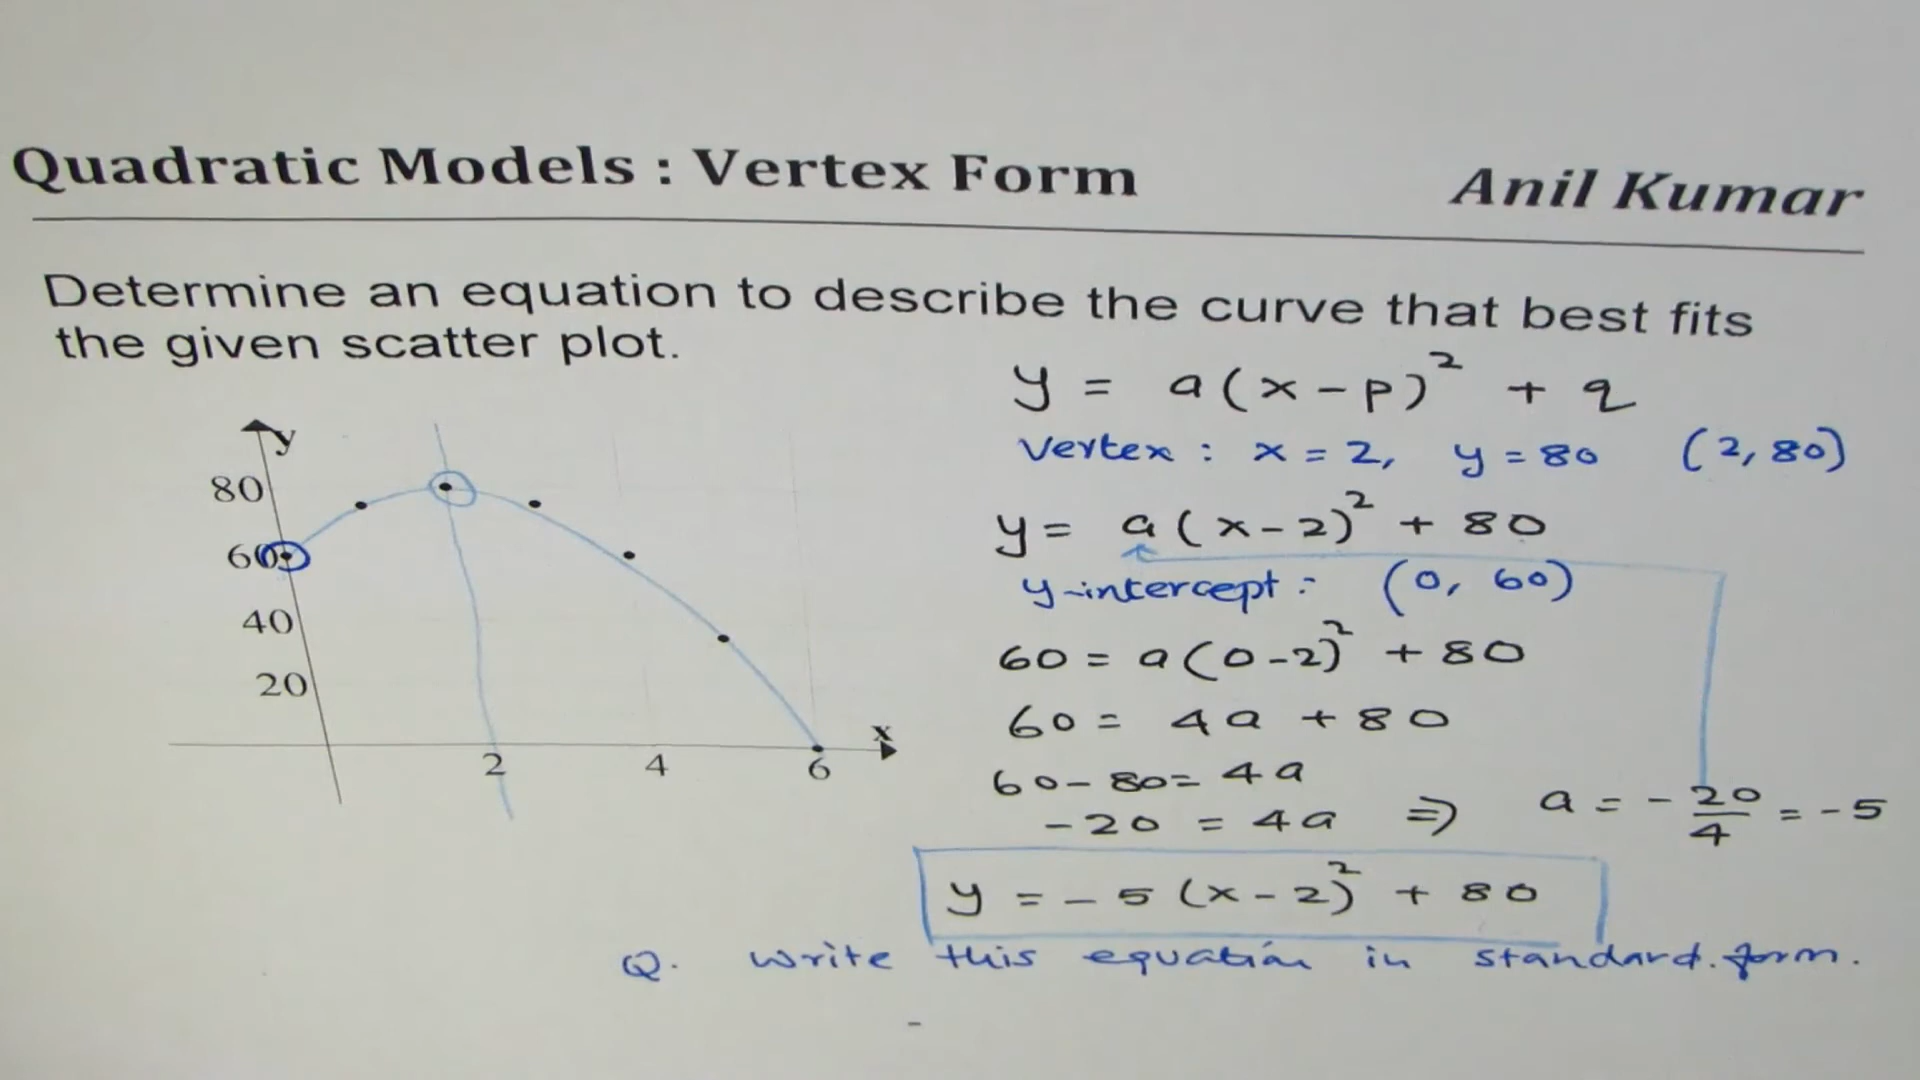 Quadratic Models : Vertex Form Anil Kumar
Determine an equation to describe the curve that best fits
the given scatter plot.
y
80
60
40
20
2 4 6
x
y = a(x-p)² + q
Vertex : x = 2, y = 80 (2, 80)
y = a(x-2)² + 80
y-intercept : (0, 60)
60 = a(0-2)² + 80
60 = 4a + 80
60-80 = 4a
-20 = 4a ⇒ a = -20/4 = -5
y = -5(x-2)² + 80
Q. write this equation in standard form.